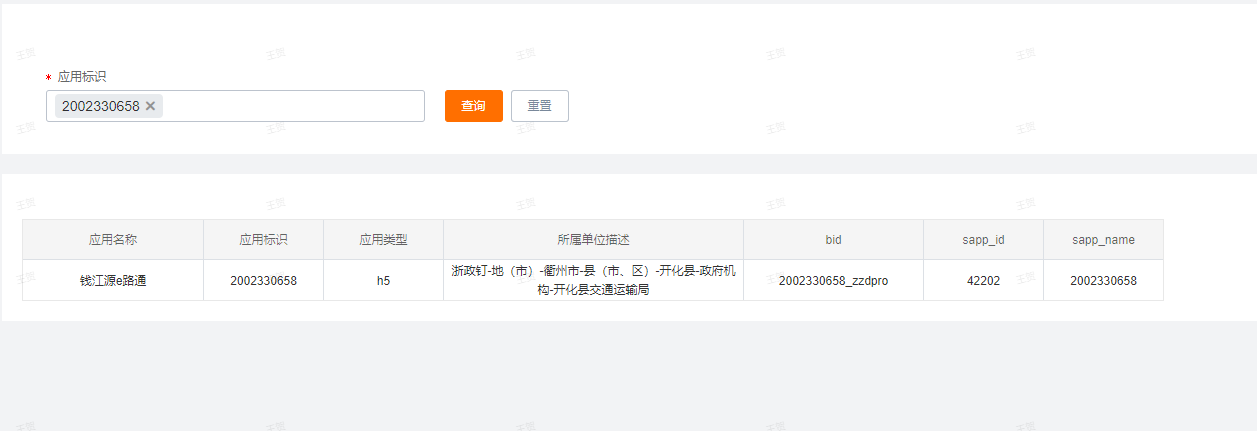 * 应用标识
2002330658 ×
查询
重置
应用名称 应用标识 应用类型 所属单位描述 bid sapp_id sapp_name
钱江源e路通 2002330658 h5 浙政钉-地（市）-衢州市-县（市、区）-开化县-政府机 2002330658_zzdpro 42202 2002330658
构-开化县交通运输局